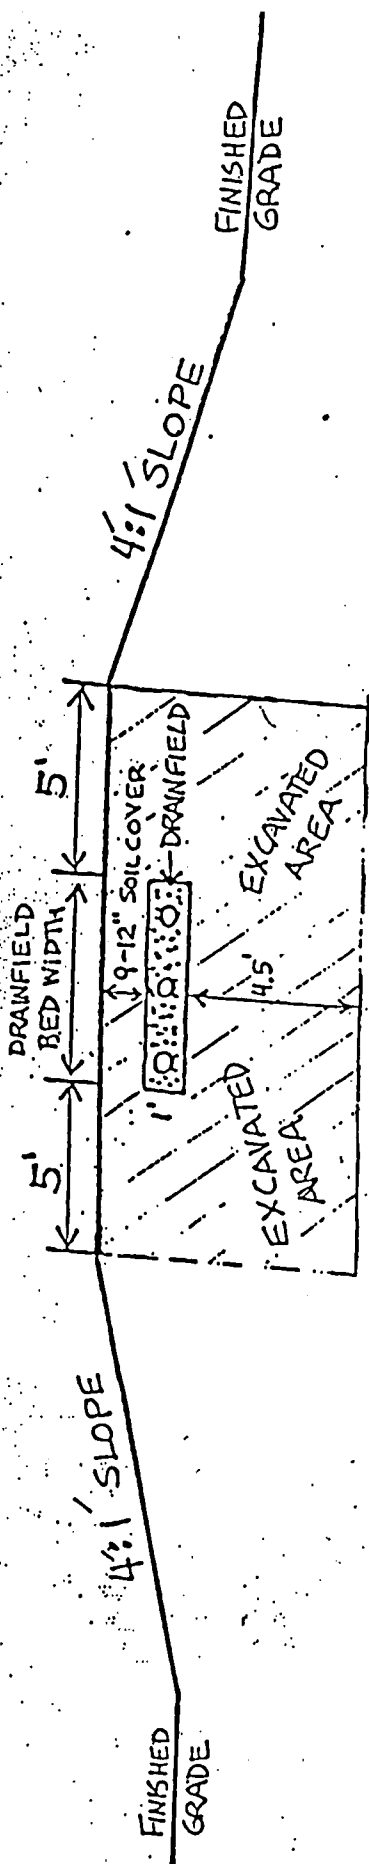 FINISHED
GRADE
4':1' SLOPE
5'
DRAINFIELD
BED WIDTH
5'
4':1' SLOPE
FINISHED
GRADE
9-12" SOIL COVER
1'
DRAINFIELD
4.5'
EXCAVATED
AREA
EXCAVATED
AREA